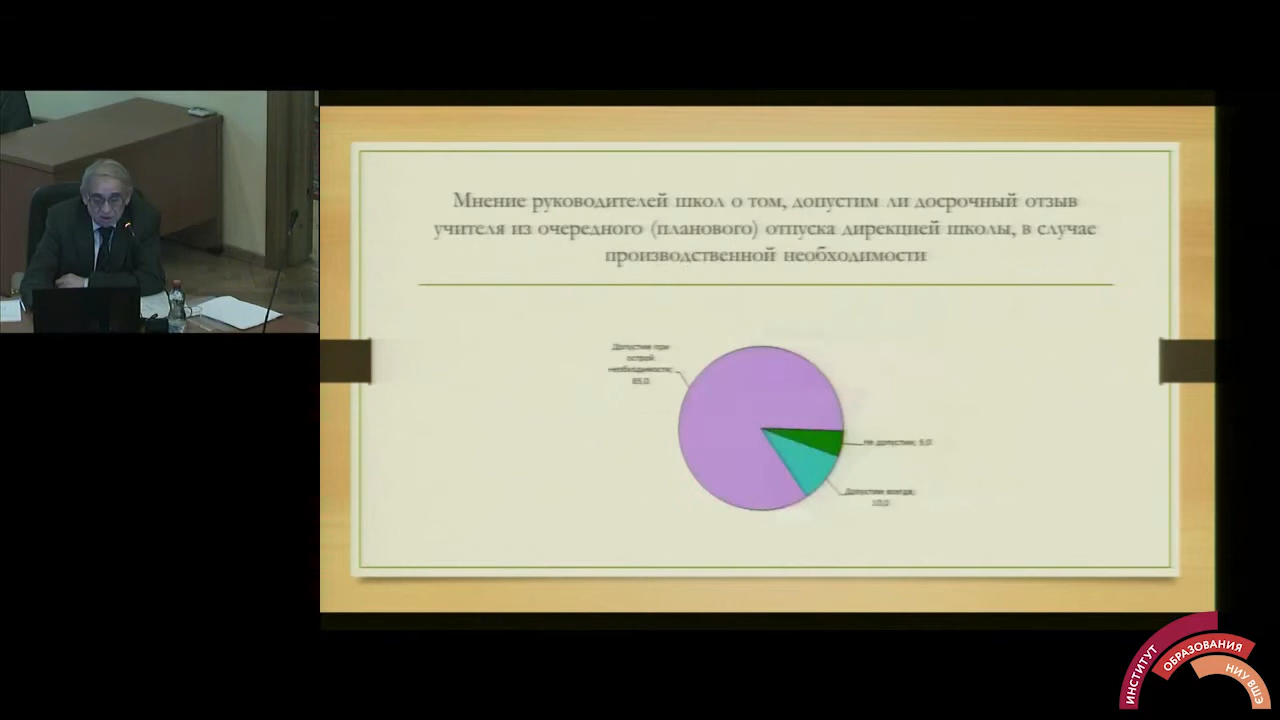 Мнение руководителей школ о том, допустим ли досрочный отзыв
учителя из очередного (планового) отпуска дирекцией школы, в случае
производственной необходимости
Допустим при
острой
необходимости;
85,0
Не допустим; 5,0
Допустим всегда;
10,0
ИНСТИТУТ
ОБРАЗОВАНИЯ
НИУ ВШЭ